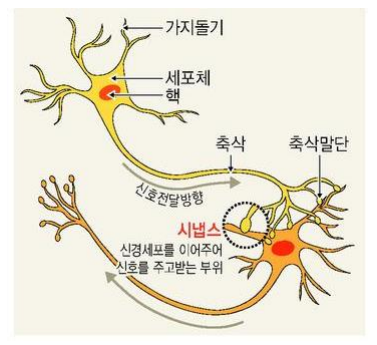 가지돌기
세포체
핵
축삭
축삭말단
신호전달방향
시냅스
신경세포를 이어주어
신호를 주고받는 부위